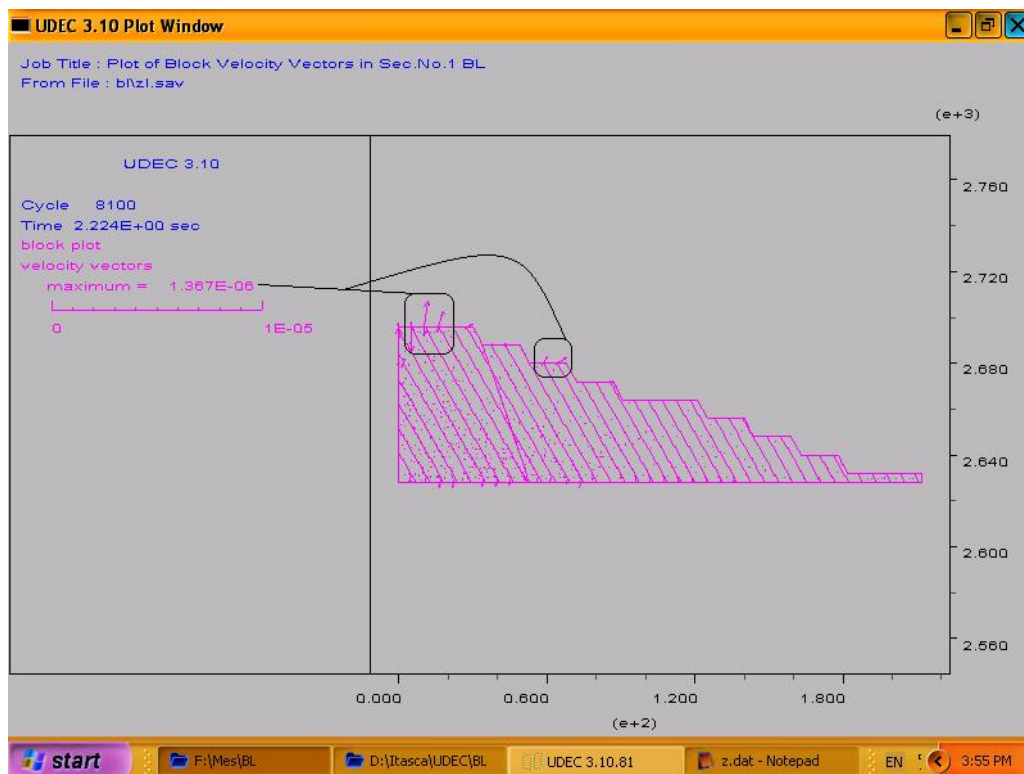 UDEC 3.10 Plot Window
Job Title : Plot of Block Velocity Vectors in Sec.No.1 BL
From File : bl\zl.sav
(e+3)
UDEC 3.10
Cycle 8100
Time 2.224E+00 sec
block plot
velocity vectors
maximum = 1.367E-06
0 1E-05
2.760
2.720
2.680
2.640
2.600
2.560
0.000 0.600 1.200 1.800
(e+2)
start F:\Mes\BL D:\Itasca\UDEC\BL UDEC 3.10.81 z.dat - Notepad EN 3:55 PM